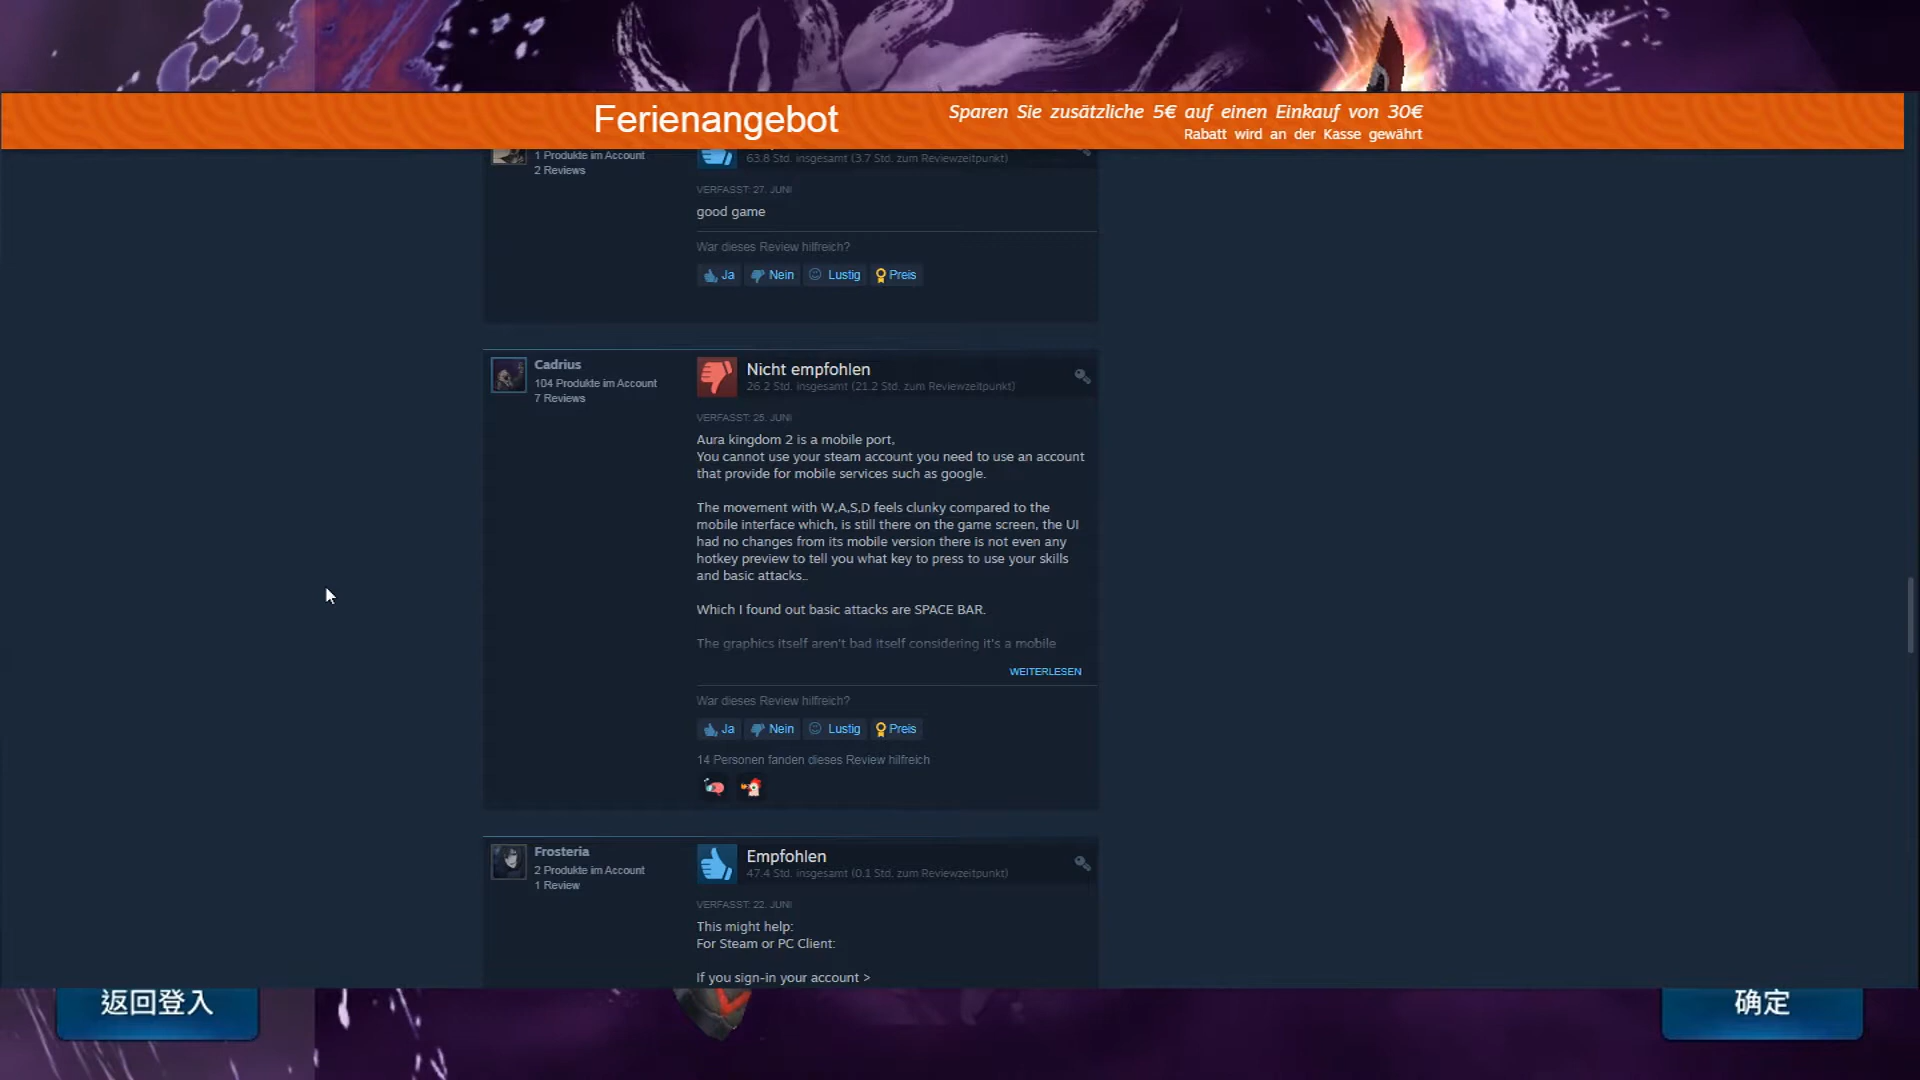 Ferienangebot
Sparen Sie zusätzliche 5€ auf einen Einkauf von 30€
Rabatt wird an der Kasse gewährt
1 Produkte im Account
2 Reviews
63.8 Std. insgesamt (3.7 Std. zum Reviewzeitpunkt)
VERFASST: 27. JUNI
good game
War dieses Review hilfreich?
Ja
Nein
Lustig
Preis
Cadrius
104 Produkte im Account
7 Reviews
Nicht empfohlen
26.2 Std. insgesamt (21.2 Std. zum Reviewzeitpunkt)
VERFASST: 25. JUNI
Aura kingdom 2 is a mobile port,
You cannot use your steam account you need to use an account
that provide for mobile services such as google.
The movement with W,A,S,D feels clunky compared to the
mobile interface which, is still there on the game screen, the UI
had no changes from its mobile version there is not even any
hotkey preview to tell you what key to press to use your skills
and basic attacks..
Which I found out basic attacks are SPACE BAR.
The graphics itself aren't bad itself considering it's a mobile
WEITERLESEN
War dieses Review hilfreich?
Ja
Nein
Lustig
Preis
14 Personen fanden dieses Review hilfreich
Frosteria
2 Produkte im Account
1 Review
Empfohlen
47.4 Std. insgesamt (0.1 Std. zum Reviewzeitpunkt)
VERFASST: 22. JUNI
This might help:
For Steam or PC Client:
If you sign-in your account >
返回登入
确定